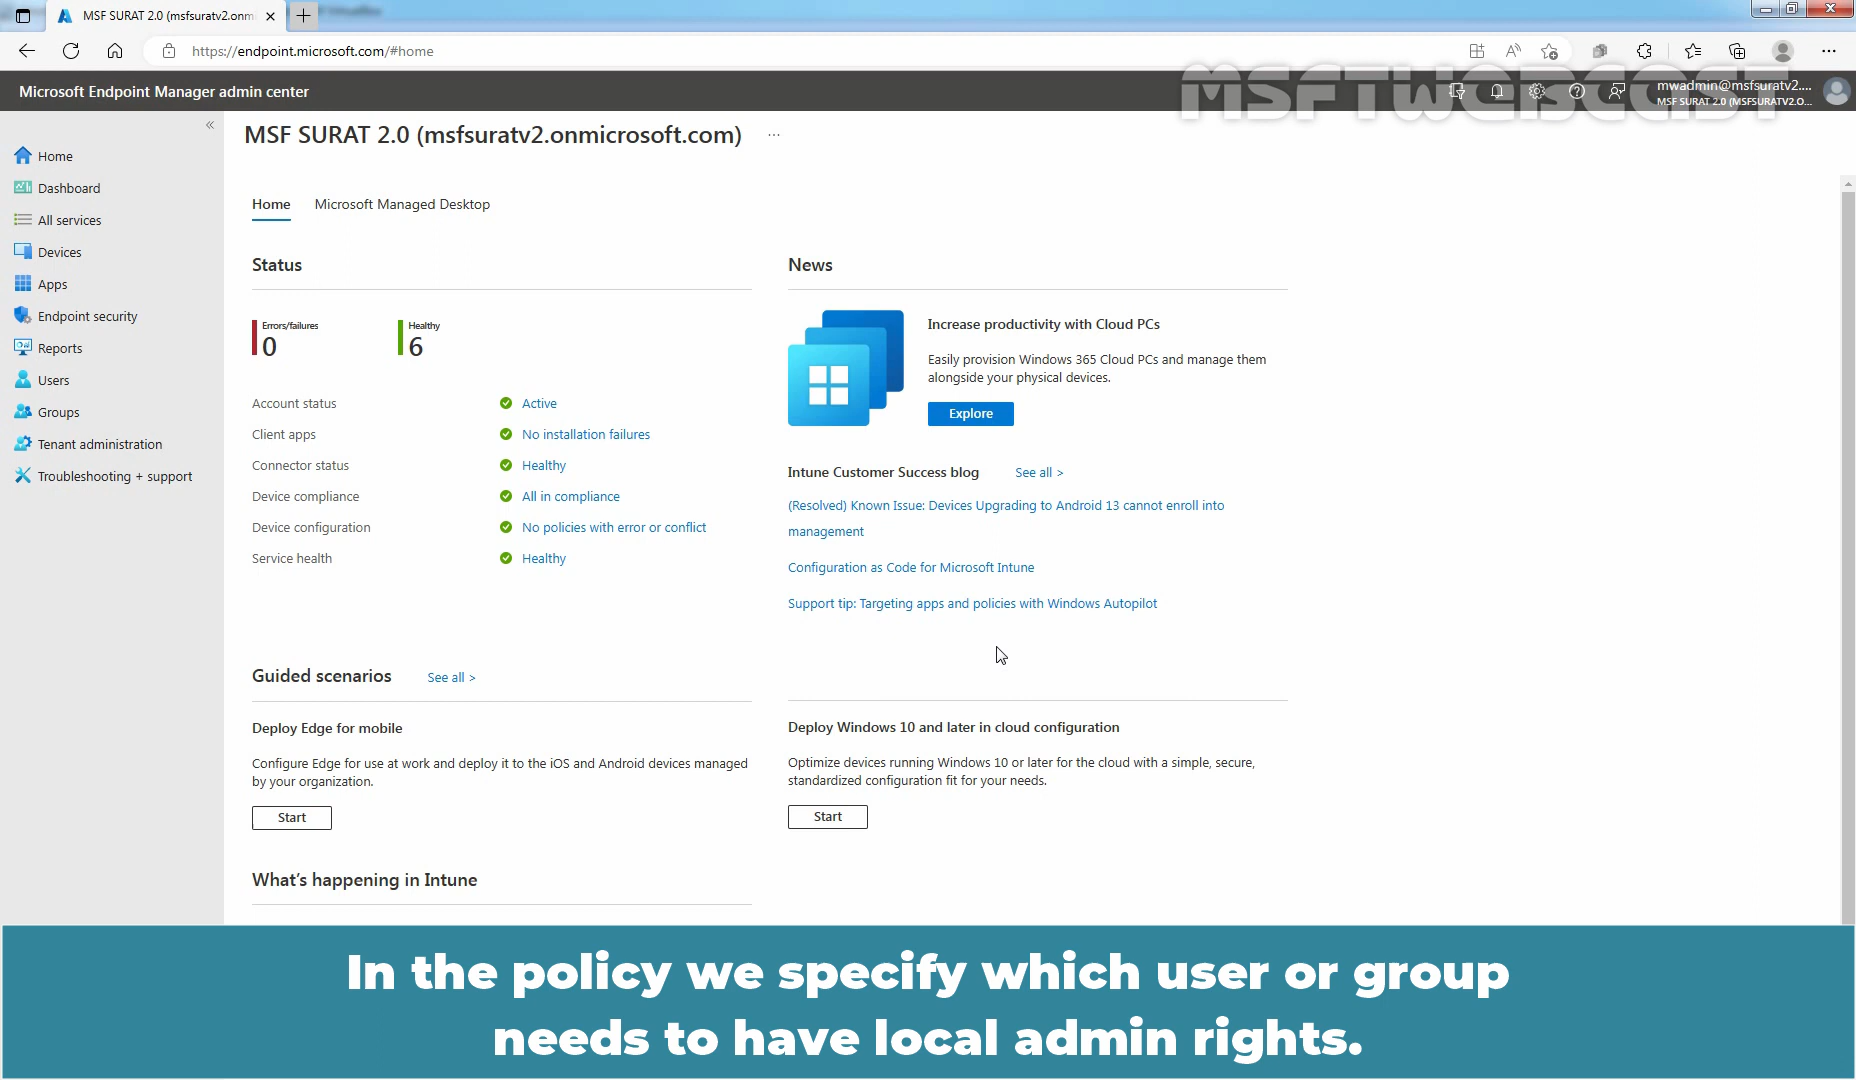 MSF SURAT 2.0 (msfsuratv2.onmi
https://endpoint.microsoft.com/#home
MSFTWEBCAST
Microsoft Endpoint Manager admin center
mwadmin@msfsuratv2....
MSF SURAT 2.0 (MSFSURATV2.O...
MSF SURAT 2.0 (msfsuratv2.onmicrosoft.com)
...
«
Home
Dashboard
All services
Devices
Apps
Endpoint security
Reports
Users
Groups
Tenant administration
Troubleshooting + support
Home
Microsoft Managed Desktop
Status
Errors/failures
0
Healthy
6
Account status
Active
Client apps
No installation failures
Connector status
Healthy
Device compliance
All in compliance
Device configuration
No policies with error or conflict
Service health
Healthy
News
Increase productivity with Cloud PCs
Easily provision Windows 365 Cloud PCs and manage them
alongside your physical devices.
Explore
Intune Customer Success blog
See all >
(Resolved) Known Issue: Devices Upgrading to Android 13 cannot enroll into
management
Configuration as Code for Microsoft Intune
Support tip: Targeting apps and policies with Windows Autopilot
Guided scenarios
See all >
Deploy Edge for mobile
Configure Edge for use at work and deploy it to the iOS and Android devices managed
by your organization.
Start
Deploy Windows 10 and later in cloud configuration
Optimize devices running Windows 10 or later for the cloud with a simple, secure,
standardized configuration fit for your needs.
Start
What's happening in Intune
In the policy we specify which user or group
needs to have local admin rights.